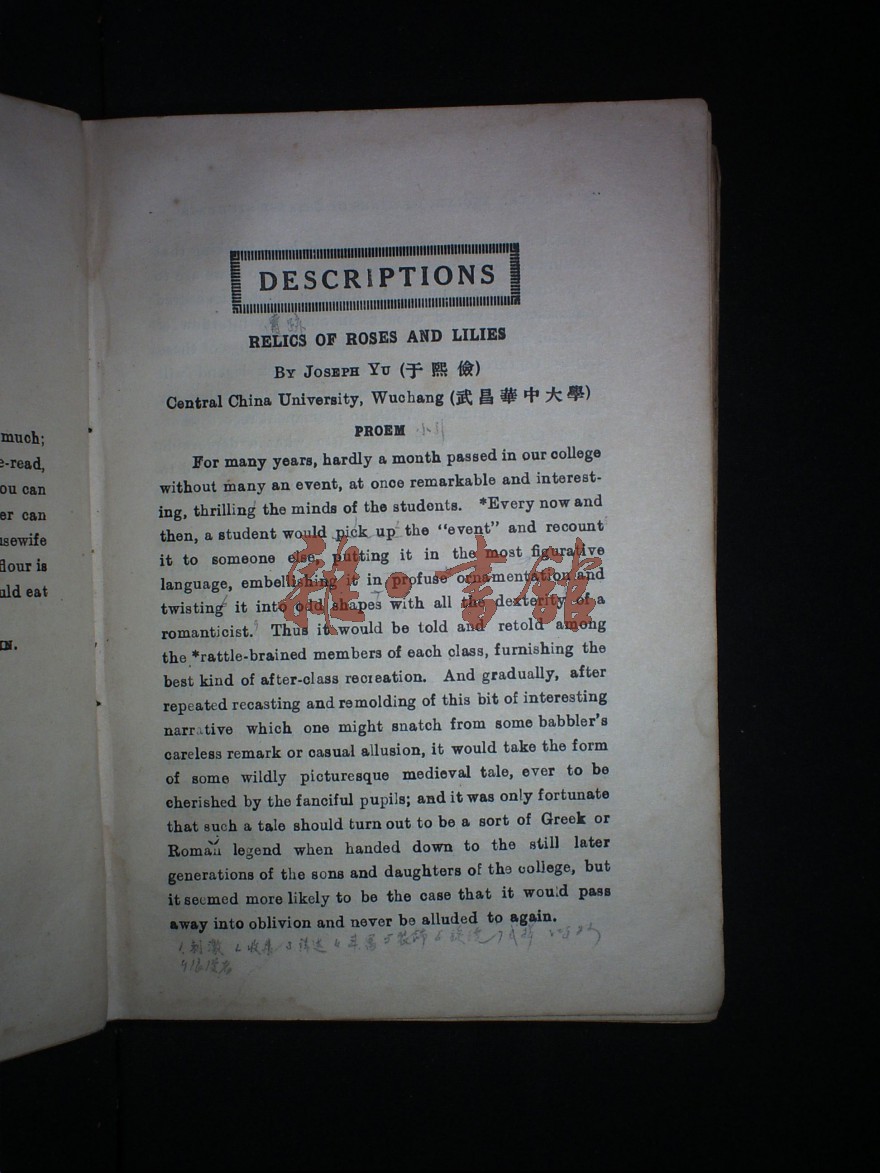 much;
e-read,
ou can
er can
usewife
flour is
uld eat
IN.
DESCRIPTIONS
RELICS OF ROSES AND LILIES
BY JOSEPH YU (于熙儉)
Central China University, Wuchang (武昌華中大學)
PROEM
For many years, hardly a month passed in our college
without many an event, at once remarkable and interest-
ing, thrilling the minds of the students. *Every now and
then, a student would pick up the "event" and recount
it to someone else, putting it in the most figurative
language, embellishing it in profuse ornamentation and
twisting it into odd shapes with all the dexterity of a
romanticist. Thus it would be told and retold among
the *rattle-brained members of each class, furnishing the
best kind of after-class recreation. And gradually, after
repeated recasting and remolding of this bit of interesting
narrative which one might snatch from some babbler's
careless remark or casual allusion, it would take the form
of some wildly picturesque medieval tale, ever to be
cherished by the fanciful pupils; and it was only fortunate
that such a tale should turn out to be a sort of Greek or
Roman legend when handed down to the still later
generations of the sons and daughters of the college, but
it seemed more likely to be the case that it would pass
away into oblivion and never be alluded to again.
雅·書館